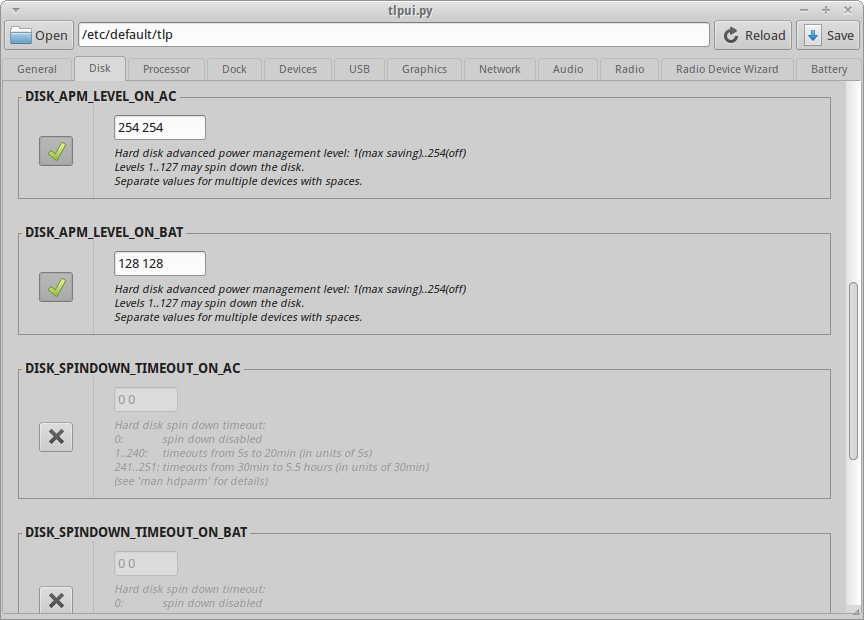 tlpui.py
Open
/etc/default/tlp
Reload
Save
General
Disk
Processor
Dock
Devices
USB
Graphics
Network
Audio
Radio
Radio Device Wizard
Battery
DISK_APM_LEVEL_ON_AC
254 254
Hard disk advanced power management level: 1(max saving)..254(off)
Levels 1..127 may spin down the disk.
Separate values for multiple devices with spaces.
DISK_APM_LEVEL_ON_BAT
128 128
Hard disk advanced power management level: 1(max saving)..254(off)
Levels 1..127 may spin down the disk.
Separate values for multiple devices with spaces.
DISK_SPINDOWN_TIMEOUT_ON_AC
0 0
Hard disk spin down timeout:
0: spin down disabled
1..240: timeouts from 5s to 20min (in units of 5s)
241..251: timeouts from 30min to 5.5 hours (in units of 30min)
(see 'man hdparm' for details)
DISK_SPINDOWN_TIMEOUT_ON_BAT
0 0
Hard disk spin down timeout:
0: spin down disabled